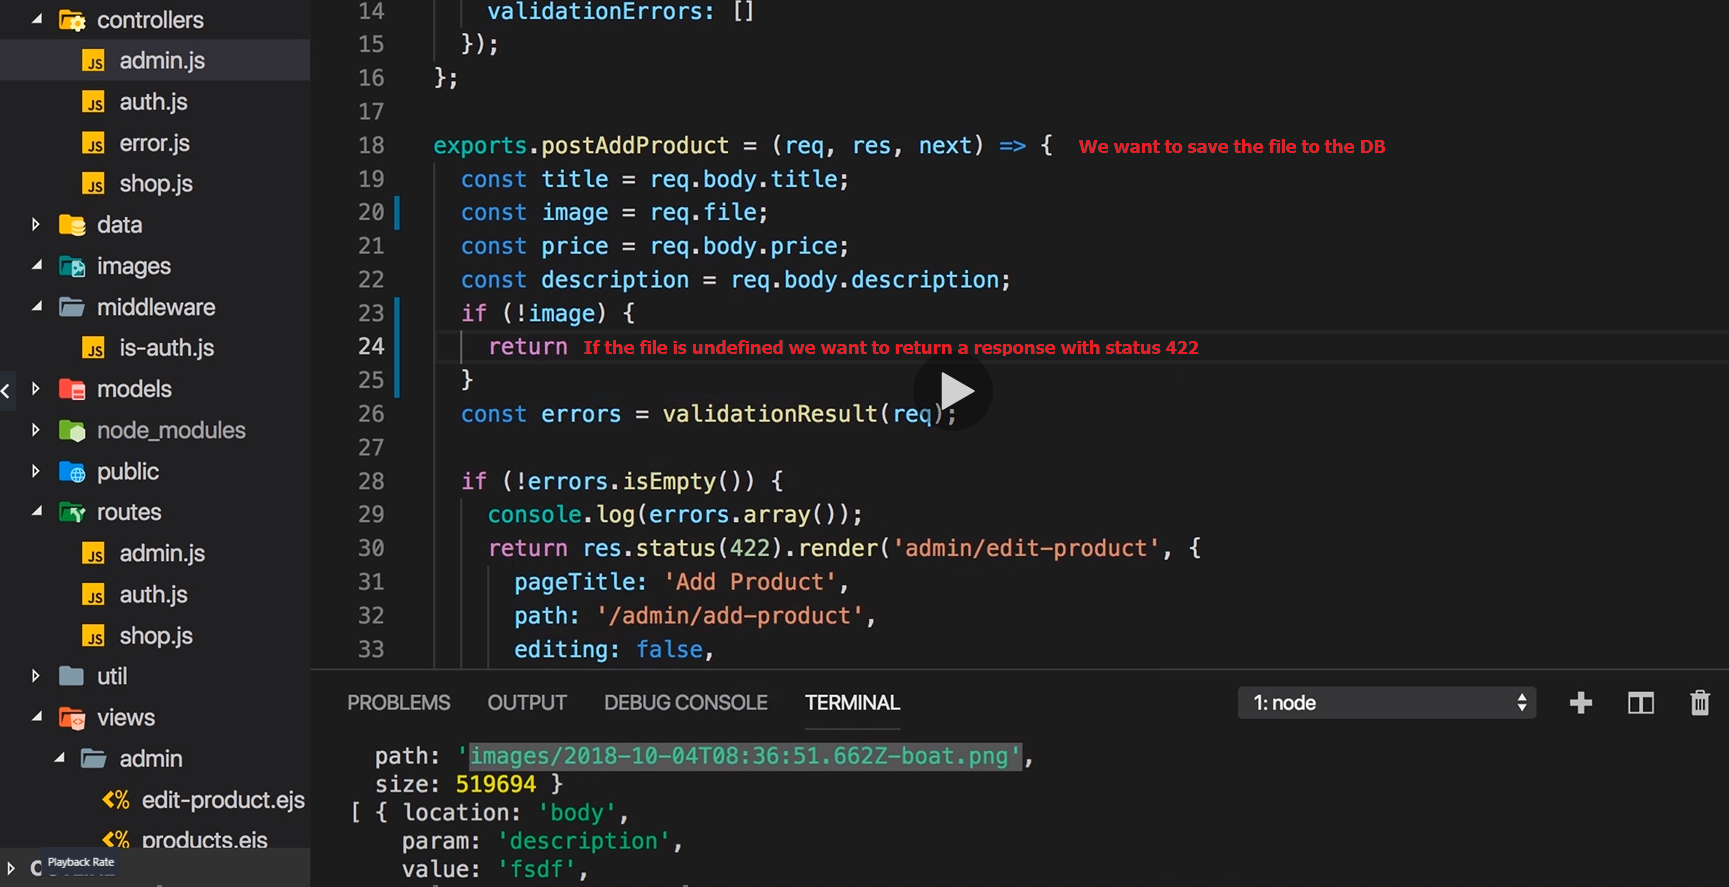 controllers
admin.js
auth.js
error.js
shop.js
data
images
middleware
is-auth.js
models
node_modules
public
routes
admin.js
auth.js
shop.js
util
views
admin
edit-product.ejs
products.ejs
Playback Rate
14 validationErrors: []
15 });
16 };
17
18 exports.postAddProduct = (req, res, next) => { We want to save the file to the DB
19 const title = req.body.title;
20 const image = req.file;
21 const price = req.body.price;
22 const description = req.body.description;
23 if (!image) {
24 return If the file is undefined we want to return a response with status 422
25 }
26 const errors = validationResult(req);
27
28 if (!errors.isEmpty()) {
29 console.log(errors.array());
30 return res.status(422).render('admin/edit-product', {
31 pageTitle: 'Add Product',
32 path: '/admin/add-product',
33 editing: false,
PROBLEMS OUTPUT DEBUG CONSOLE TERMINAL 1: node
path: 'images/2018-10-04T08:36:51.662Z-boat.png',
size: 519694 }
[ { location: 'body',
param: 'description',
value: 'fsdf',